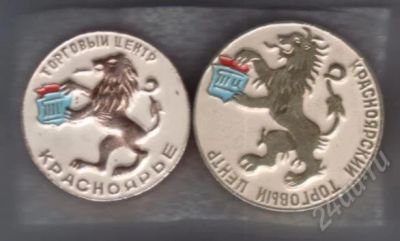 ТОРГОВЫЙ ЦЕНТР
КРАСНОЯРЬЕ
КРАСНОЯРСКИЙ ТОРГОВЫЙ ЦЕНТР
24au.ru